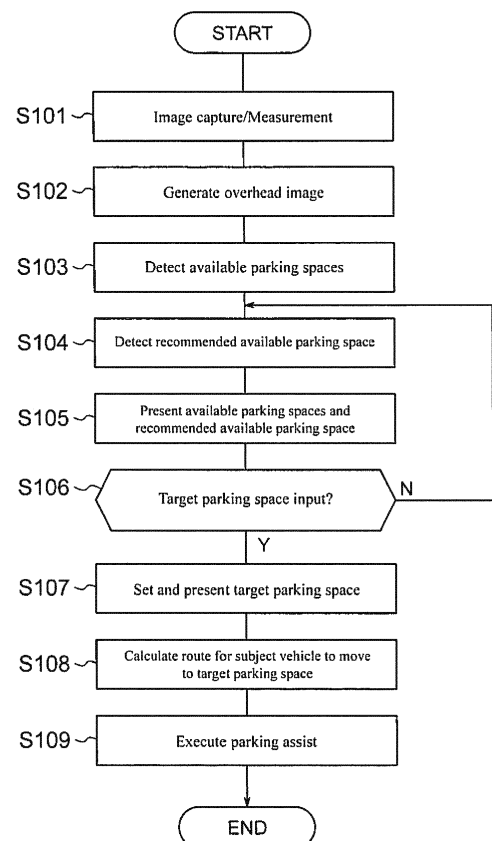 START
S101
Image capture/Measurement
S102
Generate overhead image
S103
Detect available parking spaces
S104
Detect recommended available parking space
S105
Present available parking spaces and
recommended available parking space
S106
Target parking space input?
N
Y
S107
Set and present target parking space
S108
Calculate route for subject vehicle to move
to target parking space
S109
Execute parking assist
END